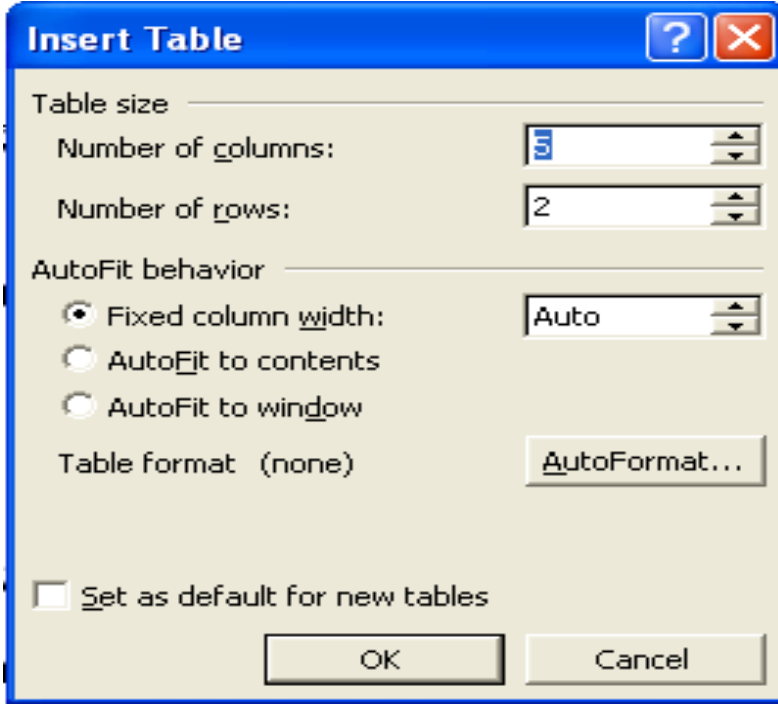 Insert Table ?
Table size
Number of columns: 5
Number of rows: 2
AutoFit behavior
Fixed column width: Auto
AutoFit to contents
AutoFit to window
Table format (none) AutoFormat...
Set as default for new tables
OK Cancel